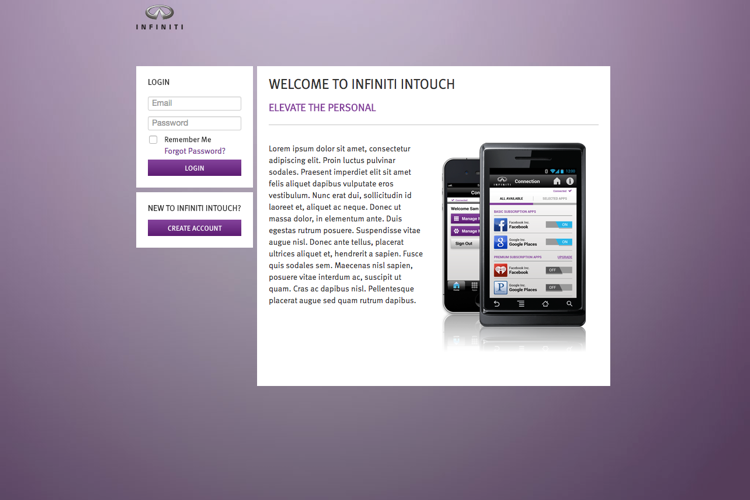 INFINITI
LOGIN
Email
Password
Remember Me
Forgot Password?
LOGIN
NEW TO INFINITI INTOUCH?
CREATE ACCOUNT
WELCOME TO INFINITI INTOUCH
ELEVATE THE PERSONAL
Lorem ipsum dolor sit amet, consectetur
adipiscing elit. Proin luctus pulvinar
sodales. Praesent imperdiet elit sit amet
felis aliquet dapibus vulputate eros
vestibulum. Nunc erat dui, sollicitudin id
laoreet et, aliquet ac neque. Donec ut
massa dolor, in elementum ante. Duis
egestas rutrum posuere. Suspendisse vitae
augue nisl. Donec ante tellus, placerat
ultrices aliquet et, hendrerit a sapien. Fusce
quis sodales sem. Maecenas nisl sapien,
posuere vitae interdum ac, suscipit ut
quam. Cras ac dapibus nisl. Pellentesque
placerat augue sed quam rutrum dapibus.
Welcome Sam
Manage
Manage
Sign Out
INFINITI
Connection
Connected
ALL AVAILABLE
SELECTED APPS
BASIC SUBSCRIPTION APPS
Facebook Inc.
Facebook
ON
Google Inc.
Google Places
ON
PREMIUM SUBSCRIPTION APPS
UPGRADE
Facebook Inc.
Facebook
OFF
Google Inc.
Google Places
OFF